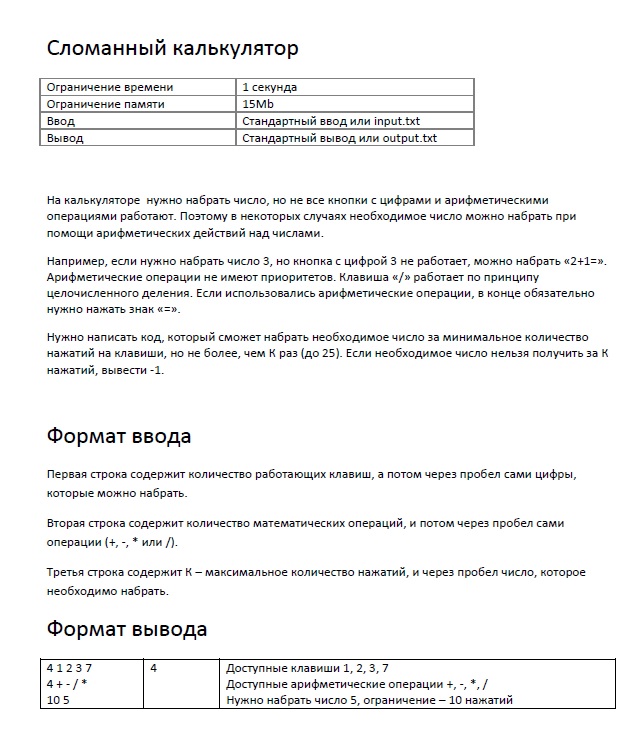 Сломанный калькулятор
Ограничение времени 1 секунда
Ограничение памяти 15Mb
Ввод Стандартный ввод или input.txt
Вывод Стандартный вывод или output.txt
На калькуляторе нужно набрать число, но не все кнопки с цифрами и арифметическими
операциями работают. Поэтому в некоторых случаях необходимое число можно набрать при
помощи арифметических действий над числами.
Например, если нужно набрать число 3, но кнопка с цифрой 3 не работает, можно набрать «2+1=».
Арифметические операции не имеют приоритетов. Клавиша «/» работает по принципу
целочисленного деления. Если использовались арифметические операции, в конце обязательно
нужно нажать знак «=».
Нужно написать код, который сможет набрать необходимое число за минимальное количество
нажатий на клавиши, но не более, чем К раз (до 25). Если необходимое число нельзя получить за К
нажатий, вывести -1.
Формат ввода
Первая строка содержит количество работающих клавиш, а потом через пробел сами цифры,
которые можно набрать.
Вторая строка содержит количество математических операций, и потом через пробел сами
операции (+, -, * или /).
Третья строка содержит К – максимальное количество нажатий, и через пробел число, которое
необходимо набрать.
Формат вывода
4 1 2 3 7 4 Доступные клавиши 1, 2, 3, 7
4 + - / * Доступные арифметические операции +, -, *, /
10 5 Нужно набрать число 5, ограничение – 10 нажатий